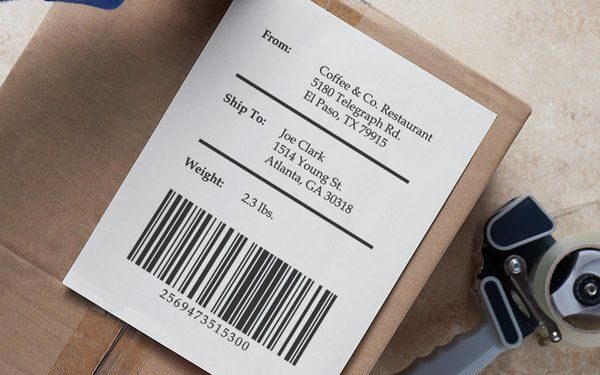 From:
Coffee & Co. Restaurant
5180 Telegraph Rd.
El Paso, TX 79915
Ship To:
Joe Clark
1514 Young St.
Atlanta, GA 30318
Weight:
2.3 lbs.
2569473515300